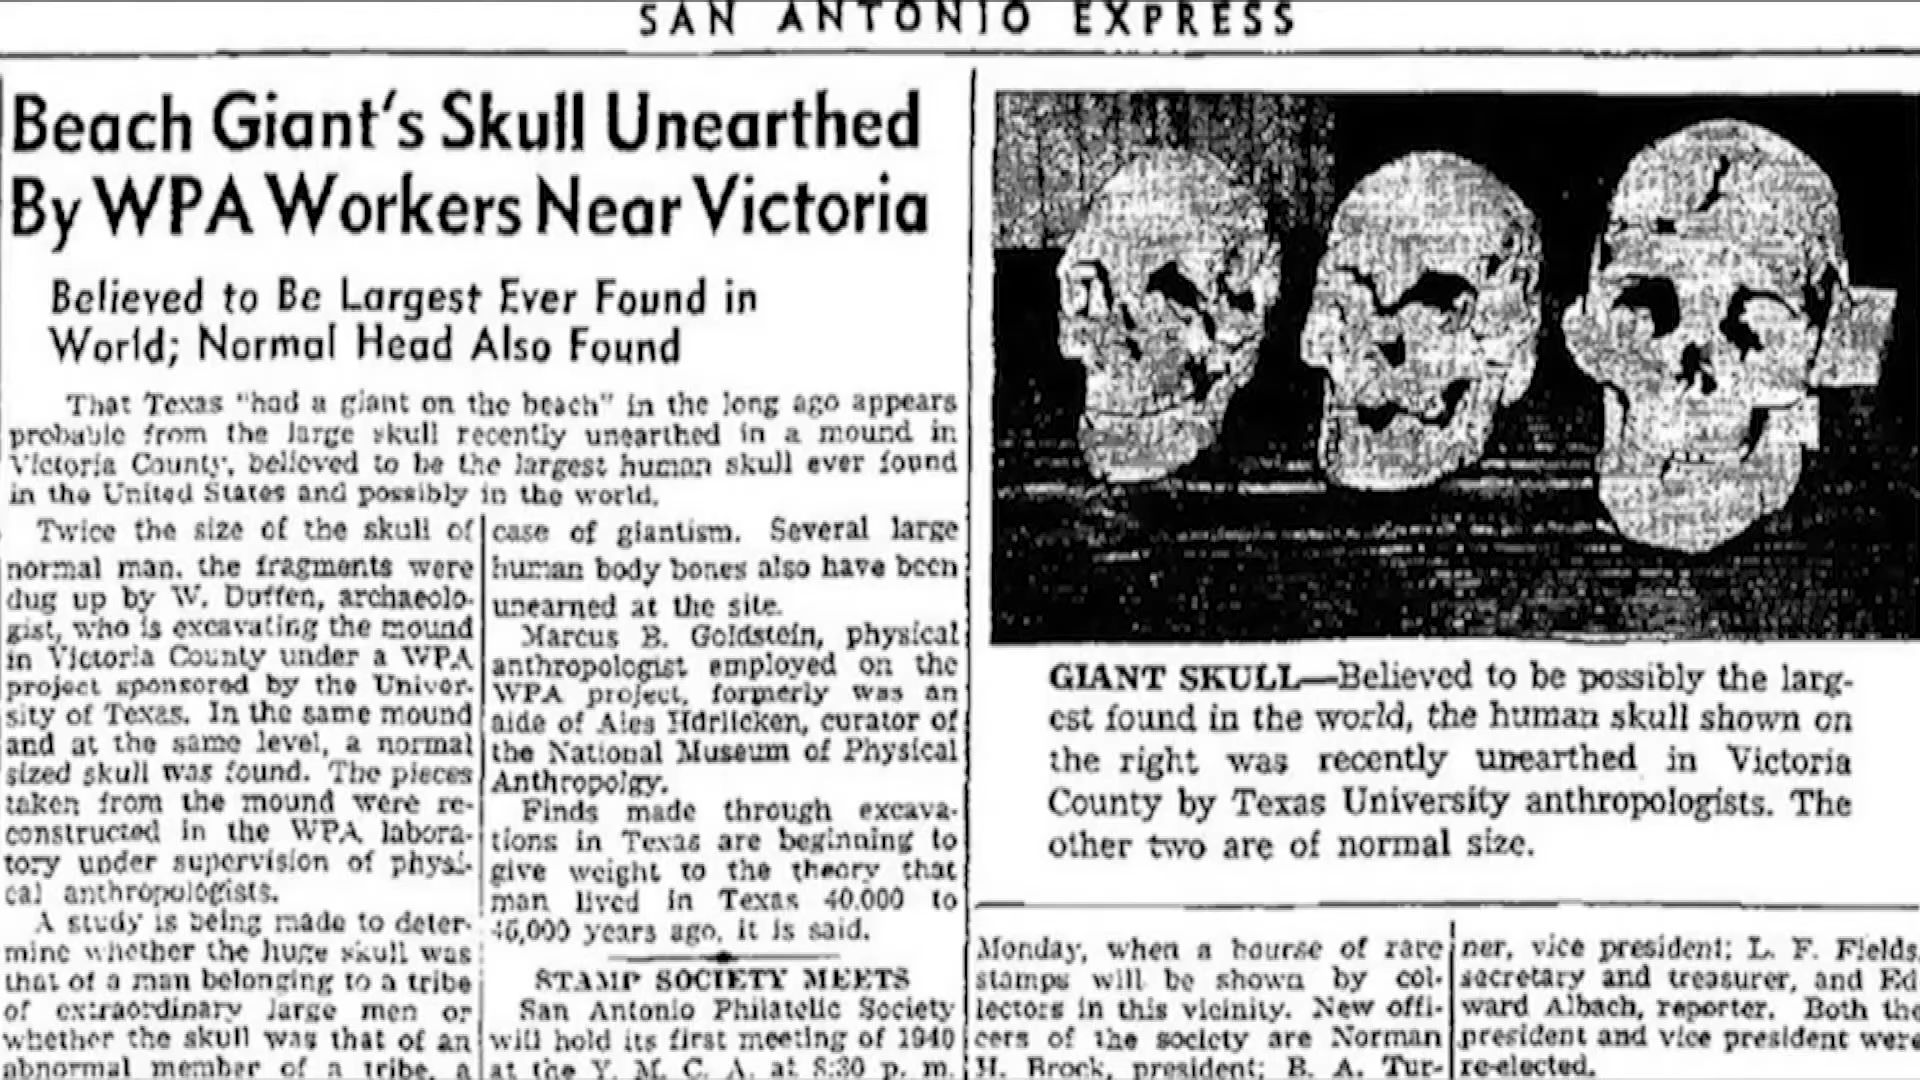 SAN ANTONIO EXPRESS
Beach Giant's Skull Unearthed
By WPA Workers Near Victoria
Believed to Be Largest Ever Found in
World; Normal Head Also Found
That Texas "had a giant on the beach" in the long ago appears
probable from the large skull recently unearthed in a mound in
Victoria County, believed to be the largest human skull ever found
in the United States and possibly in the world.
Twice the size of the skull of
normal man, the fragments were
dug up by W. Duffen, archaeolo-
gist, who is excavating the mound
in Victoria County under a WPA
project sponsored by the Univer-
sity of Texas. In the same mound
and at the same level, a normal
sized skull was found. The pieces
taken from the mound were re-
constructed in the WPA labora-
tory under supervision of physi-
cal anthropologists.
A study is being made to deter-
mine whether the huge skull was
that of a man belonging to a tribe
of extraordinary large men or
whether the skull was that of an
abnormal member of a tribe, a
case of giantism. Several large
human body bones also have been
unearned at the site.
Marcus B. Goldstein, physical
anthropologist employed on the
WPA project, formerly was an
aide of Ales Hdrlicken, curator of
the National Museum of Physical
Anthropolgy.
Finds made through excava-
tions in Texas are beginning to
give weight to the theory that
man lived in Texas 40,000 to
45,000 years ago, it is said.
STAMP SOCIETY MEETS
San Antonio Philatelic Society
will hold its first meeting of 1940
at the Y. M. C. A. at 8:30 p. m.
GIANT SKULL—Believed to be possibly the larg-
est found in the world, the human skull shown on
the right was recently unearthed in Victoria
County by Texas University anthropologists. The
other two are of normal size.
Monday, when a bourse of rare
stamps will be shown by col-
lectors in this vicinity. New offi-
cers of the society are Norman
H. Brock, president; B. A. Tur-
ner, vice president; L. F. Fields,
secretary and treasurer, and Ed
ward Albach, reporter. Both the
president and vice president were
re-elected.